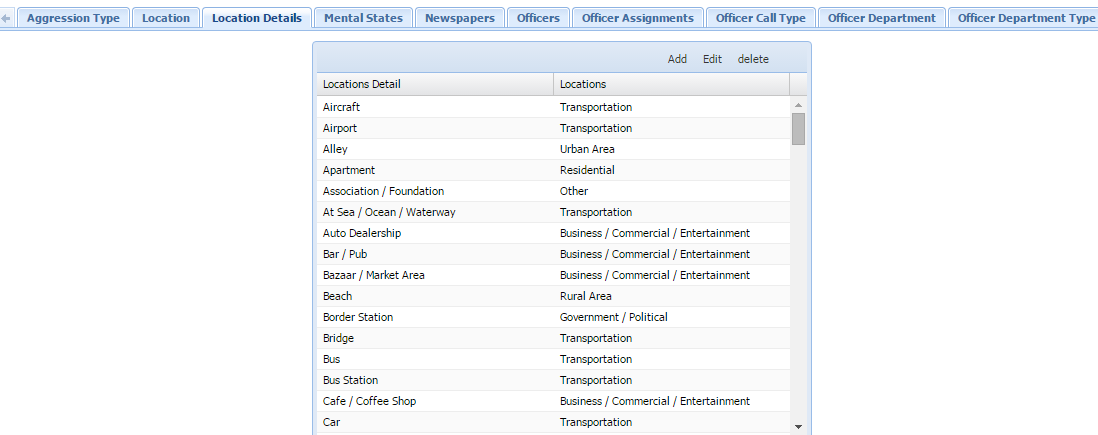 Aggression Type Location Location Details Mental States Newspapers Officers Officer Assignments Officer Call Type Officer Department Officer Department Type
Add Edit delete
Locations Detail Locations
Aircraft Transportation
Airport Transportation
Alley Urban Area
Apartment Residential
Association / Foundation Other
At Sea / Ocean / Waterway Transportation
Auto Dealership Business / Commercial / Entertainment
Bar / Pub Business / Commercial / Entertainment
Bazaar / Market Area Business / Commercial / Entertainment
Beach Rural Area
Border Station Government / Political
Bridge Transportation
Bus Transportation
Bus Station Transportation
Cafe / Coffee Shop Business / Commercial / Entertainment
Car Transportation